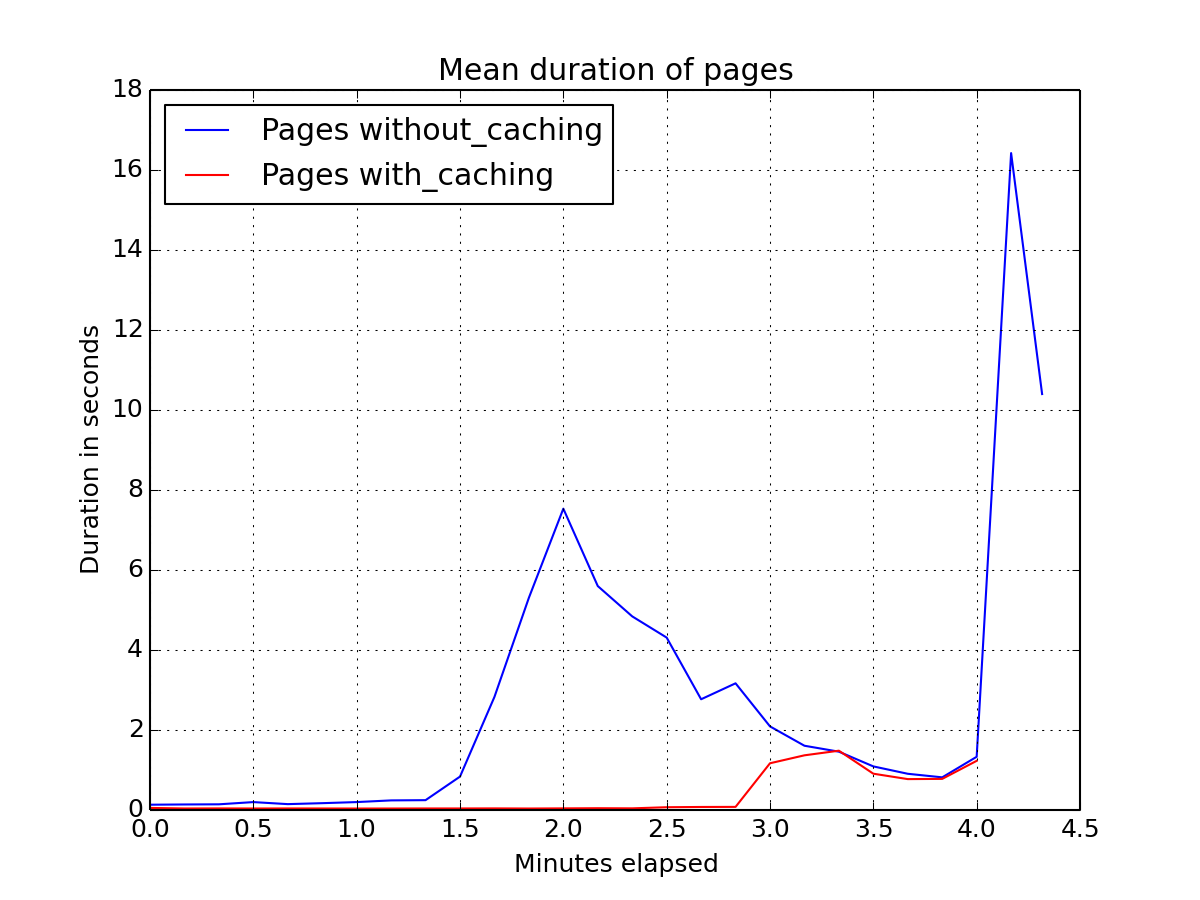 Mean duration of pages
18
Pages without_caching
16
Pages with_caching
14
12
10
8
6
4
2
0
Duration in seconds
0.0 0.5 1.0 1.5 2.0 2.5 3.0 3.5 4.0 4.5
Minutes elapsed